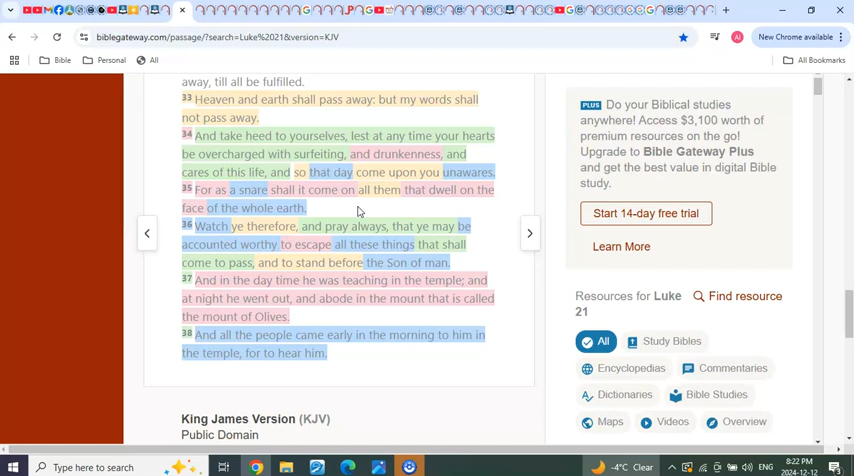 biblegateway.com/passage/?search=Luke%2021&version=KJV
New Chrome available
Bible
Personal
All
All Bookmarks
away, till all be fulfilled.
33 Heaven and earth shall pass away: but my words shall
not pass away.
34 And take heed to yourselves, lest at any time your hearts
be overcharged with surfeiting, and drunkenness, and
cares of this life, and so that day come upon you unawares.
35 For as a snare shall it come on all them that dwell on the
face of the whole earth.
36 Watch ye therefore, and pray always, that ye may be
accounted worthy to escape all these things that shall
come to pass, and to stand before the Son of man.
37 And in the day time he was teaching in the temple; and
at night he went out, and abode in the mount that is called
the mount of Olives.
38 And all the people came early in the morning to him in
the temple, for to hear him.
King James Version (KJV)
Public Domain
PLUS Do your Biblical studies
anywhere! Access $3,100 worth of
premium resources on the go!
Upgrade to Bible Gateway Plus
and get the best value in digital Bible
study.
Start 14-day free trial
Learn More
Resources for Luke
21
Find resource
All
Study Bibles
Encyclopedias
Commentaries
Dictionaries
Bible Studies
Maps
Videos
Overview
Type here to search
-4°C Clear
ENG
8:22 PM
2024-12-12